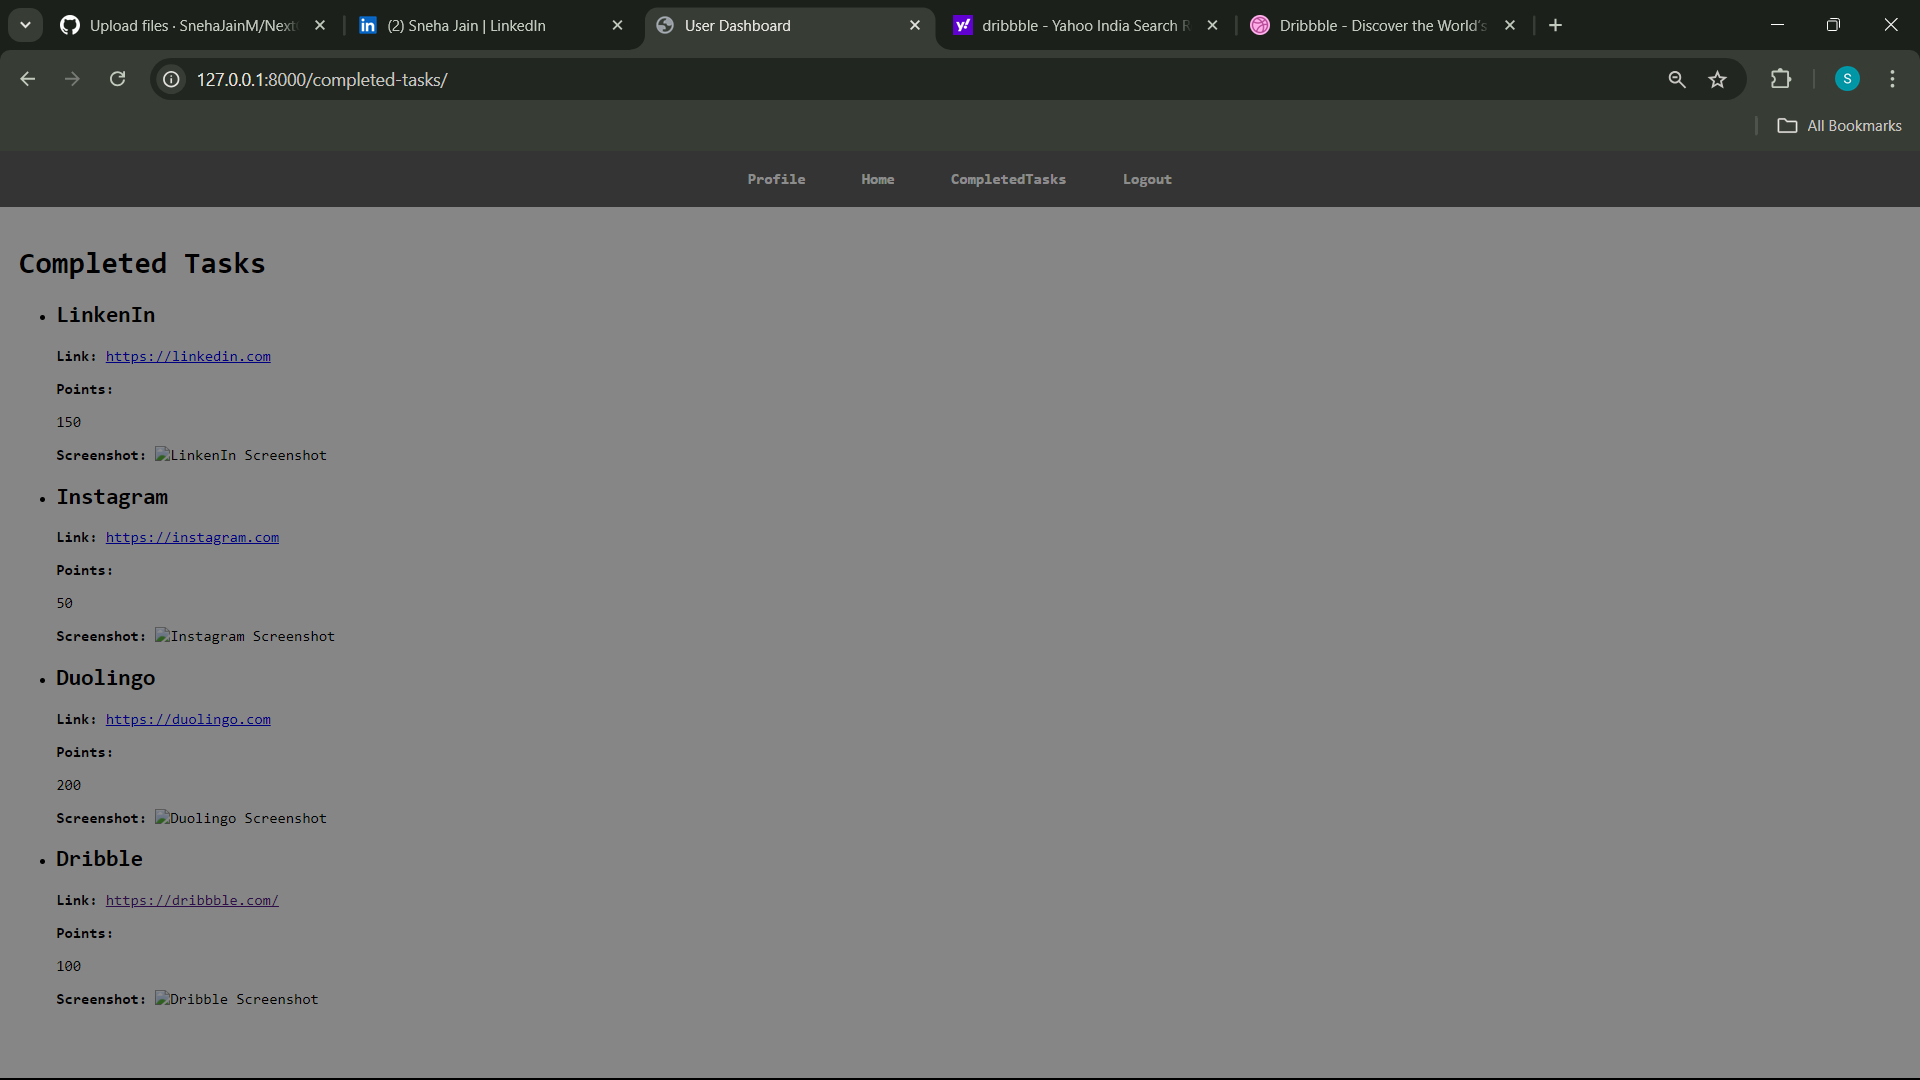 Upload files · SnehaJainM/Next
(2) Sneha Jain | LinkedIn
User Dashboard
dribbble - Yahoo India Search R
Dribbble - Discover the World's
127.0.0.1:8000/completed-tasks/
S
All Bookmarks
Profile Home CompletedTasks Logout
Completed Tasks
• LinkenIn
Link: https://linkedin.com
Points:
150
Screenshot: LinkenIn Screenshot
• Instagram
Link: https://instagram.com
Points:
50
Screenshot: Instagram Screenshot
• Duolingo
Link: https://duolingo.com
Points:
200
Screenshot: Duolingo Screenshot
• Dribble
Link: https://dribbble.com/
Points:
100
Screenshot: Dribble Screenshot